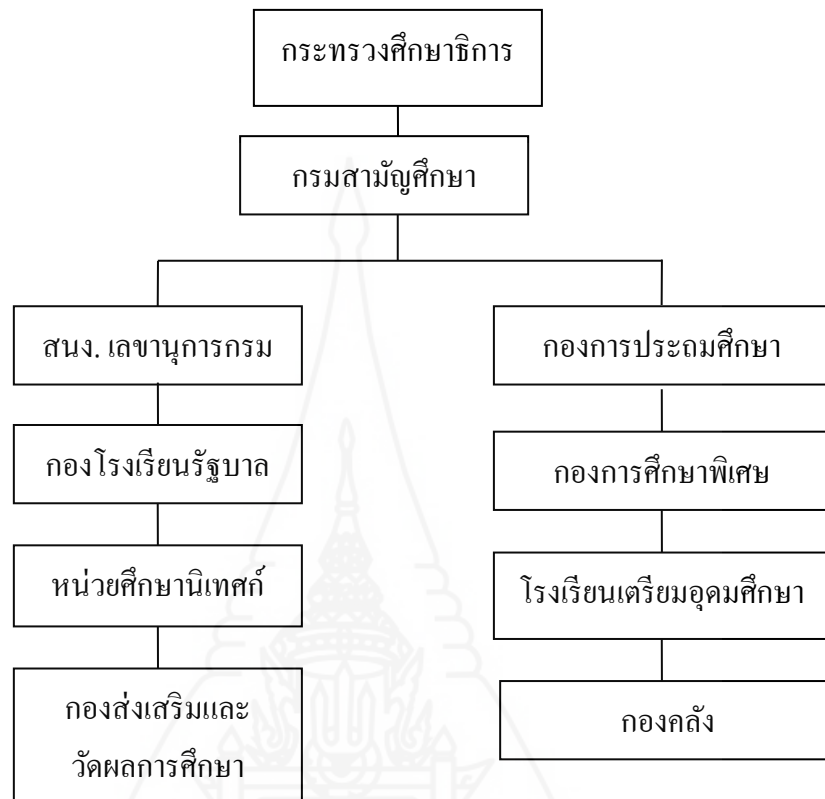 กระทรวงศึกษาธิการ
กรมสามัญศึกษา
สนง. เลขานุการกรม
กองโรงเรียนรัฐบาล
หน่วยศึกษานิเทศก์
กองส่งเสริมและ
วัดผลการศึกษา
กองการประถมศึกษา
กองการศึกษาพิเศษ
โรงเรียนเตรียมอุดมศึกษา
กองคลัง